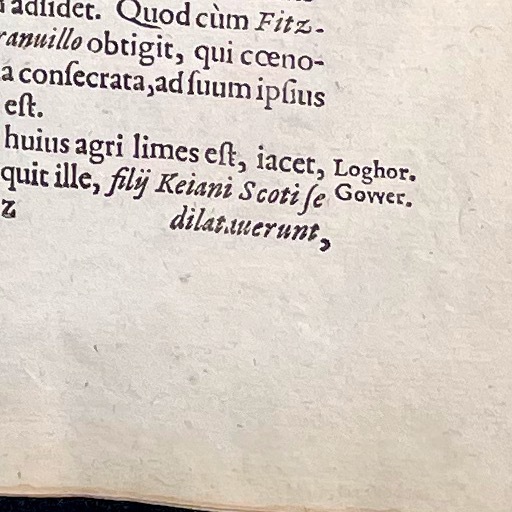 adſidet. Quod cùm Fitz-
ranuillo obtigit, qui cœno-
a conſecrata, ad ſuum ipſius
eſt.
huius agri limes eſt, iacet, Loghor.
quit ille, filij Keiani Scoti ſe Gower.
z dilatauerunt,